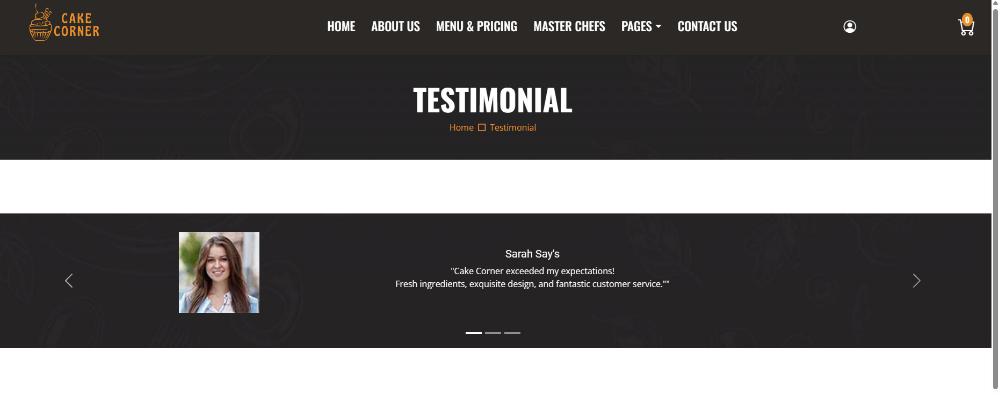 CAKE
CORNER
HOME ABOUT US MENU & PRICING MASTER CHEFS PAGES CONTACT US
0
TESTIMONIAL
Home Testimonial
Sarah Say's
"Cake Corner exceeded my expectations!
Fresh ingredients, exquisite design, and fantastic customer service.""